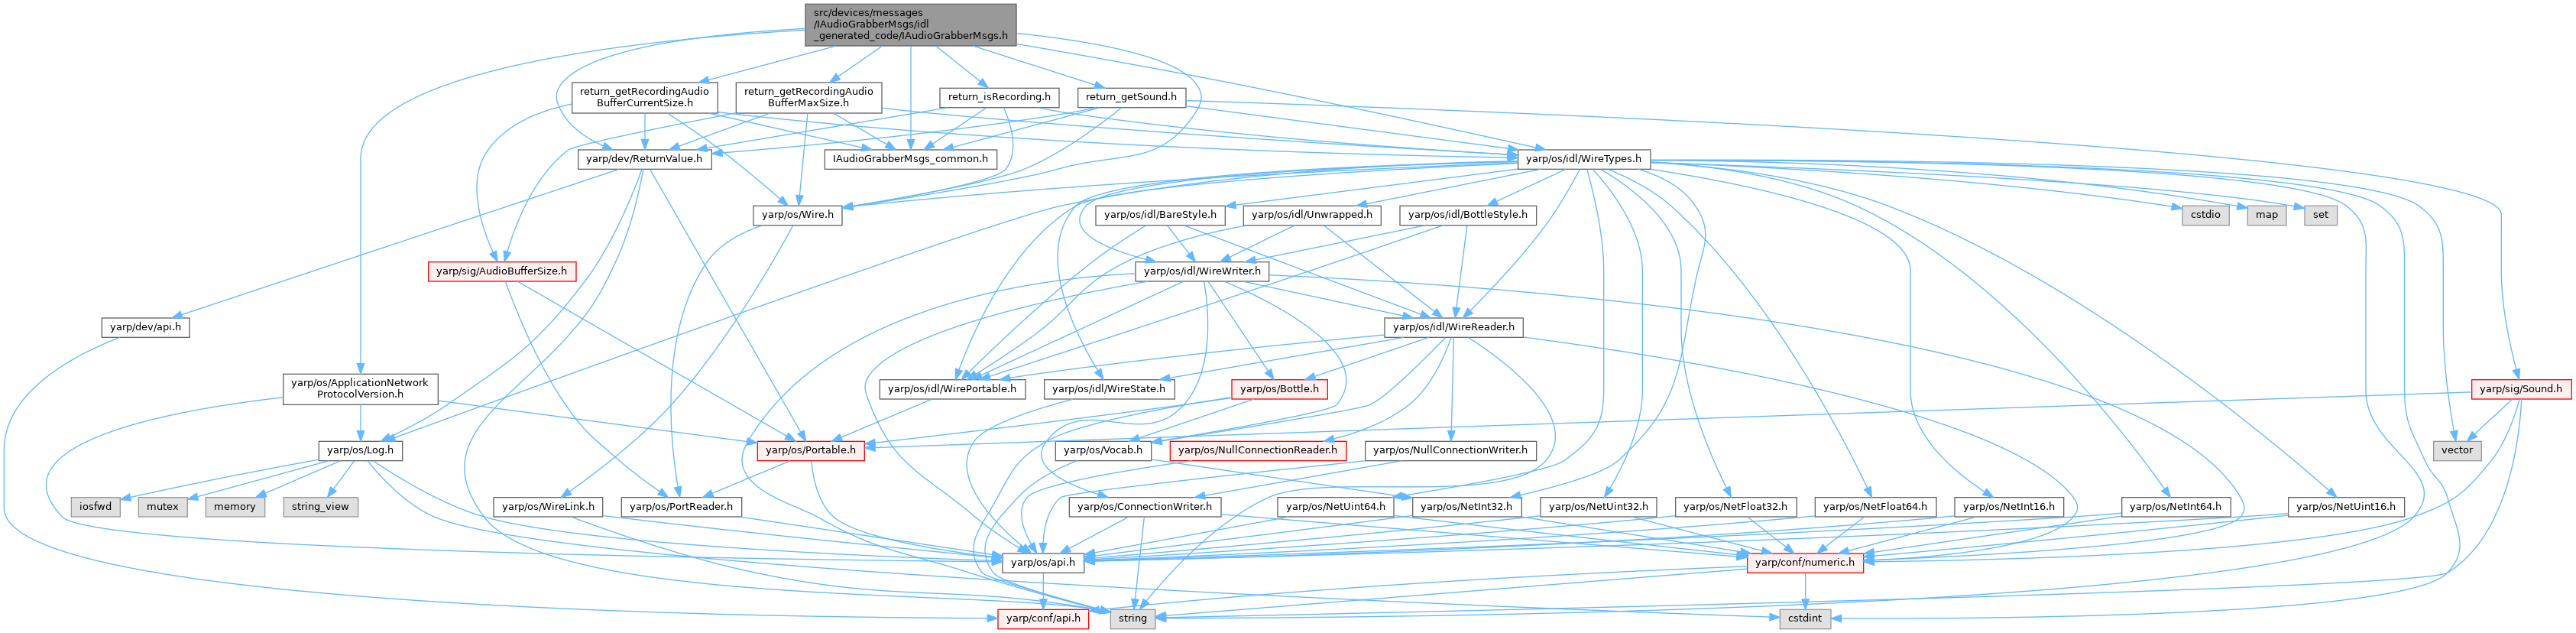 src/devices/messages
/IAudioGrabberMsgs/idl
_generated_code/IAudioGrabberMsgs.h
return_getRecordingAudio
BufferCurrentSize.h
return_getRecordingAudio
BufferMaxSize.h
return_isRecording.h
return_getSound.h
yarp/dev/ReturnValue.h
IAudioGrabberMsgs_common.h
yarp/os/idl/WireTypes.h
yarp/os/Wire.h
yarp/os/idl/BareStyle.h
yarp/os/idl/Unwrapped.h
yarp/os/idl/BottleStyle.h
cstdio
map
set
yarp/sig/AudioBufferSize.h
yarp/os/idl/WireWriter.h
yarp/dev/api.h
yarp/os/idl/WireReader.h
yarp/os/ApplicationNetwork
ProtocolVersion.h
yarp/os/idl/WirePortable.h
yarp/os/idl/WireState.h
yarp/os/Bottle.h
yarp/sig/Sound.h
yarp/os/Log.h
yarp/os/Portable.h
yarp/os/Vocab.h
yarp/os/NullConnectionReader.h
yarp/os/NullConnectionWriter.h
vector
iosfwd
mutex
memory
string_view
yarp/os/WireLink.h
yarp/os/PortReader.h
yarp/os/ConnectionWriter.h
yarp/os/NetUint64.h
yarp/os/NetInt32.h
yarp/os/NetUint32.h
yarp/os/NetFloat32.h
yarp/os/NetFloat64.h
yarp/os/NetInt16.h
yarp/os/NetInt64.h
yarp/os/NetUint16.h
yarp/os/api.h
yarp/conf/numeric.h
yarp/conf/api.h
string
cstdint